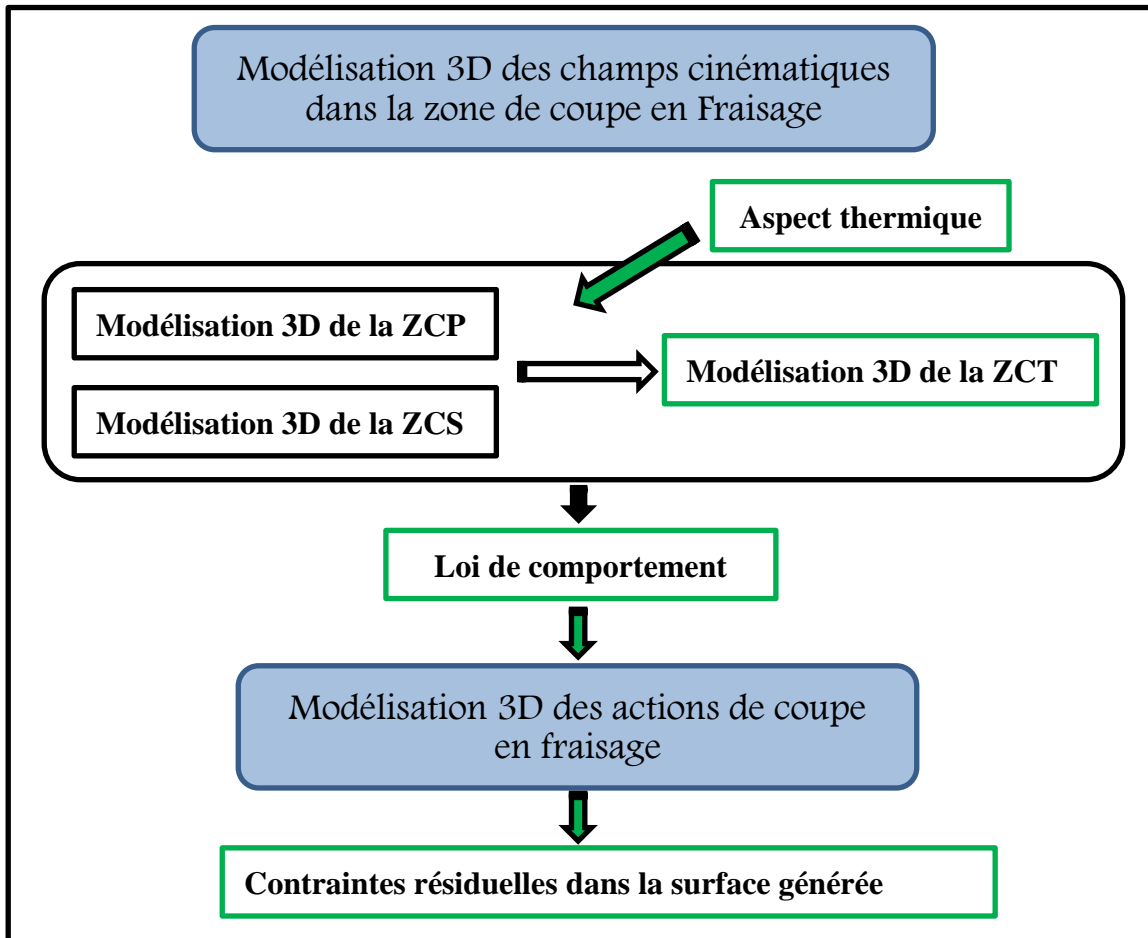 Modélisation 3D des champs cinématiques
dans la zone de coupe en Fraisage
Aspect thermique
Modélisation 3D de la ZCP
Modélisation 3D de la ZCT
Modélisation 3D de la ZCS
Loi de comportement
Modélisation 3D des actions de coupe
en fraisage
Contraintes résiduelles dans la surface générée